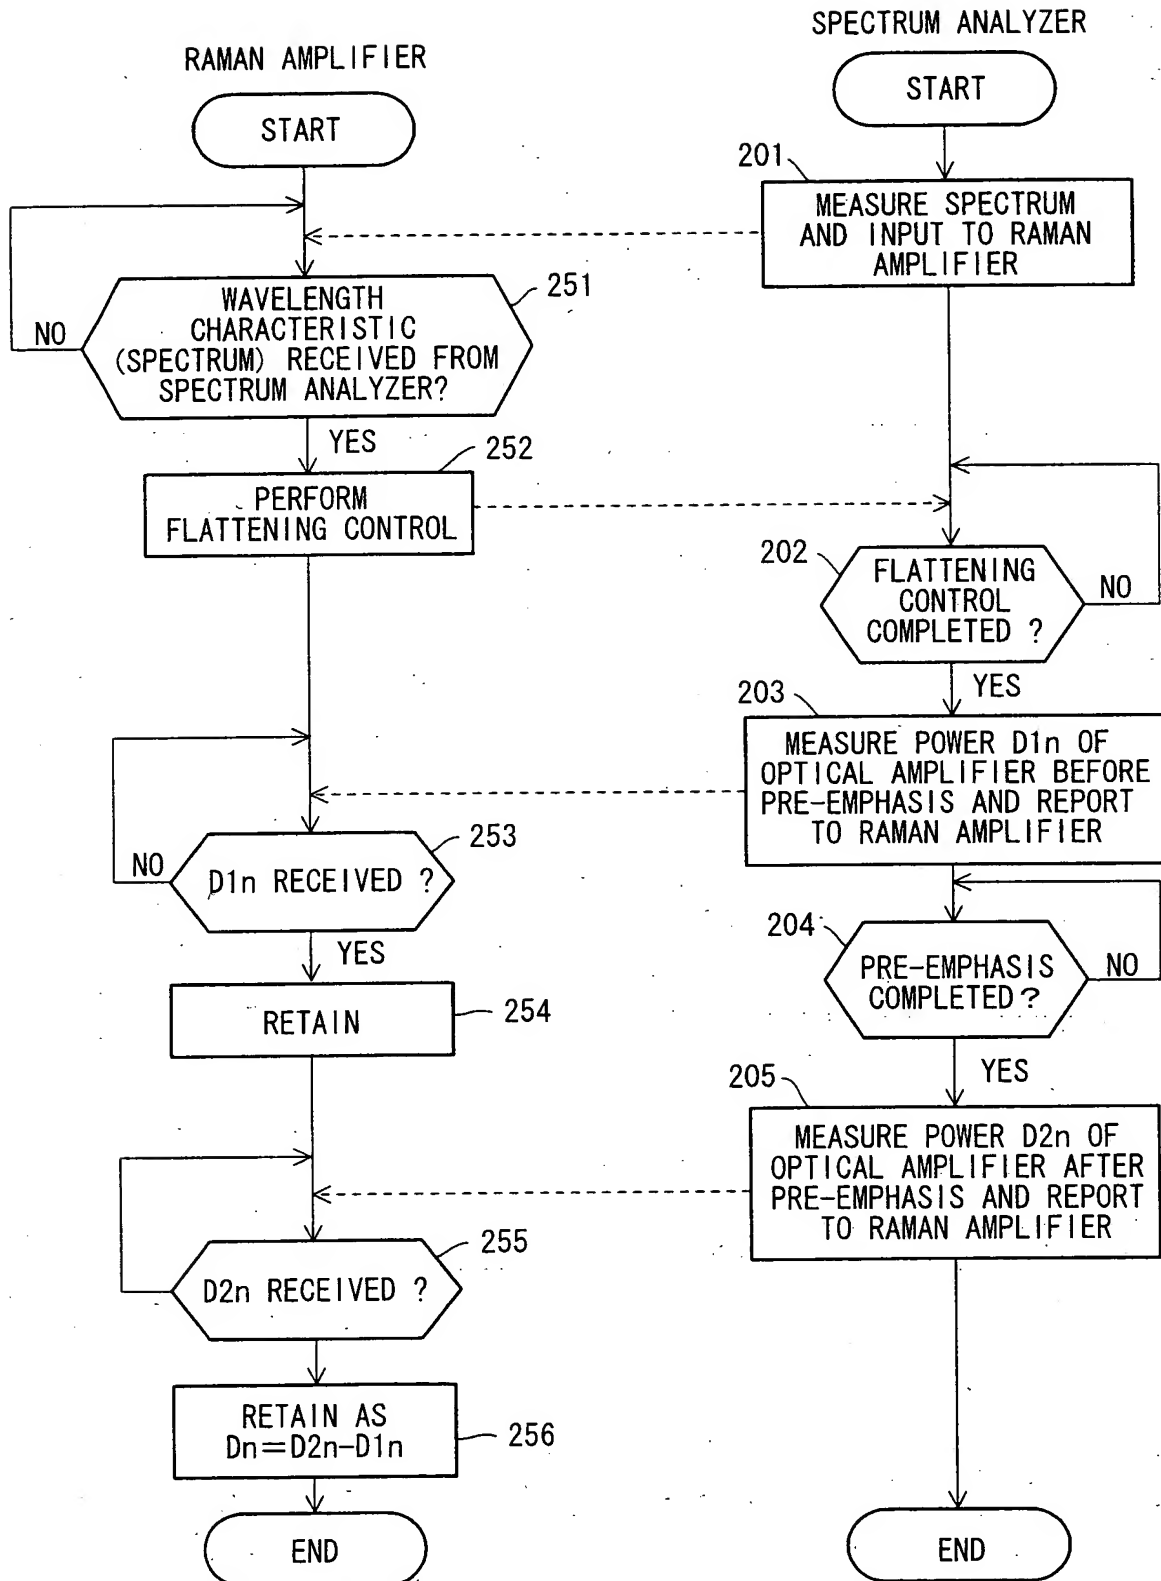 RAMAN AMPLIFIER
START
WAVELENGTH
CHARACTERISTIC
(SPECTRUM) RECEIVED FROM
SPECTRUM ANALYZER?
251
NO
YES
252
PERFORM
FLATTENING CONTROL
253
D1n RECEIVED ?
NO
YES
RETAIN
254
255
D2n RECEIVED ?
RETAIN AS
Dn=D2n-D1n
256
END
SPECTRUM ANALYZER
START
201
MEASURE SPECTRUM
AND INPUT TO RAMAN
AMPLIFIER
202
FLATTENING
CONTROL
COMPLETED ?
NO
YES
203
MEASURE POWER D1n OF
OPTICAL AMPLIFIER BEFORE
PRE-EMPHASIS AND REPORT
TO RAMAN AMPLIFIER
204
PRE-EMPHASIS
COMPLETED?
NO
YES
205
MEASURE POWER D2n OF
OPTICAL AMPLIFIER AFTER
PRE-EMPHASIS AND REPORT
TO RAMAN AMPLIFIER
END